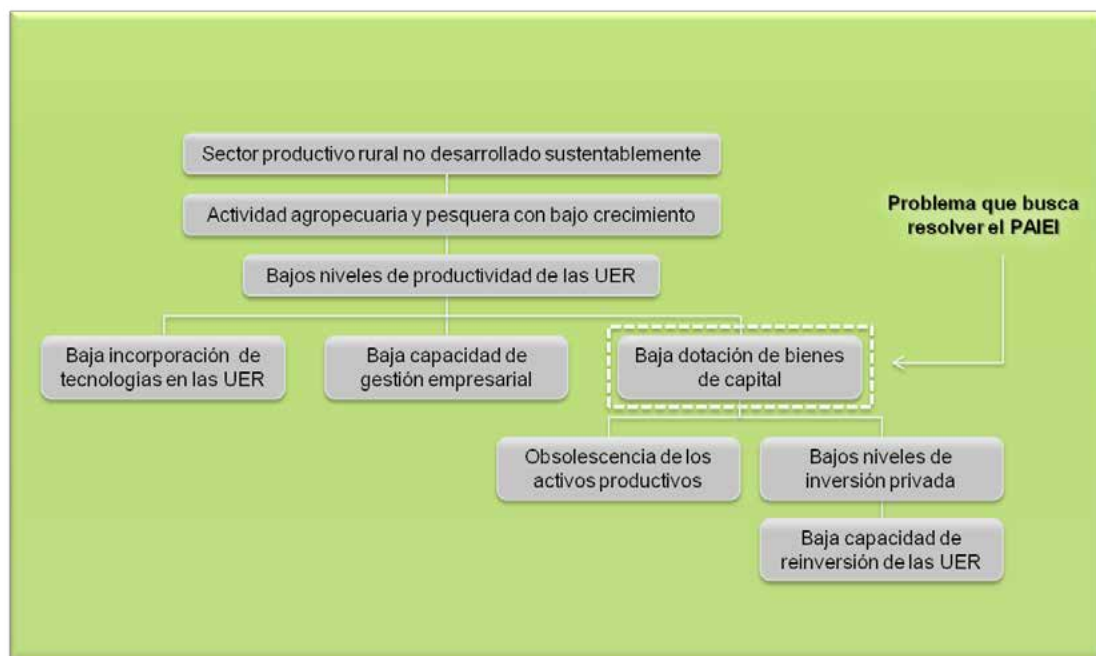 Sector productivo rural no desarrollado sustentablemente
Actividad agropecuaria y pesquera con bajo crecimiento
Problema que busca
resolver el PAIEI
Bajos niveles de productividad de las UER
Baja incorporación de
tecnologías en las UER
Baja capacidad de
gestión empresarial
Baja dotación de bienes
de capital
Obsolescencia de los
activos productivos
Bajos niveles de
inversión privada
Baja capacidad de
reinversión de las UER